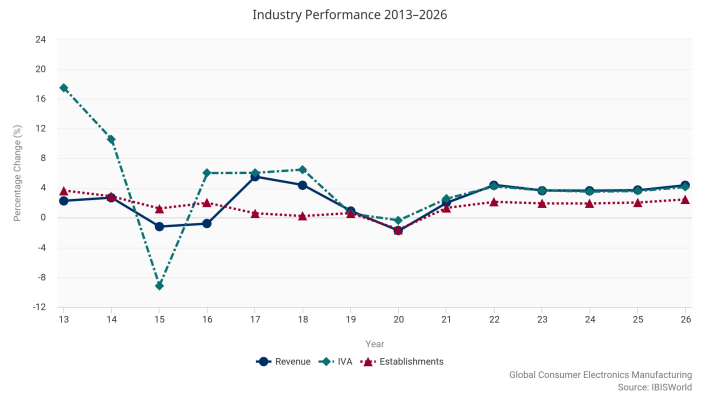 Industry Performance 2013–2026
Percentage Change (%)
24
20
16
12
8
4
0
-4
-8
-12
13 14 15 16 17 18 19 20 21 22 23 24 25 26
Year
Revenue IVA Establishments
Global Consumer Electronics Manufacturing
Source: IBISWorld